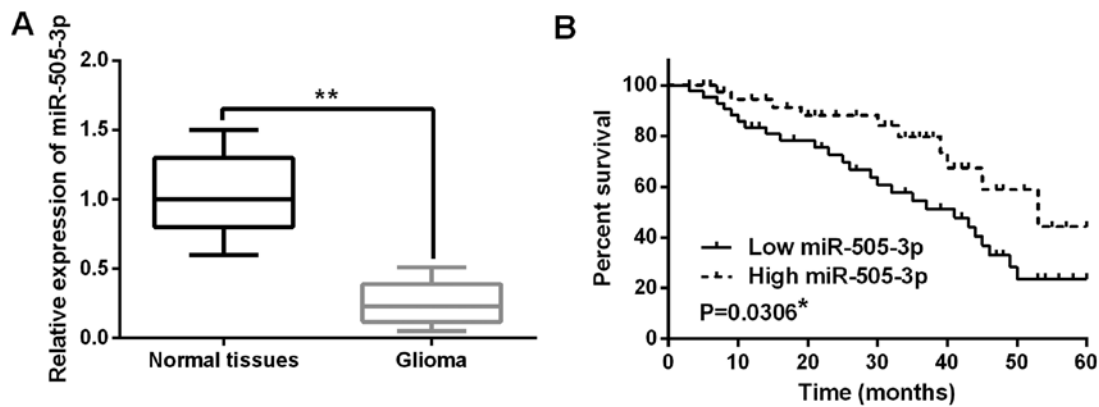 A
B
Relative expression of miR-505-3p
2.0
1.5
1.0
0.5
0.0
**
Normal tissues
Glioma
Percent survival
100
80
60
40
20
0
Low miR-505-3p
High miR-505-3p
P=0.0306*
0
10
20
30
40
50
60
Time (months)